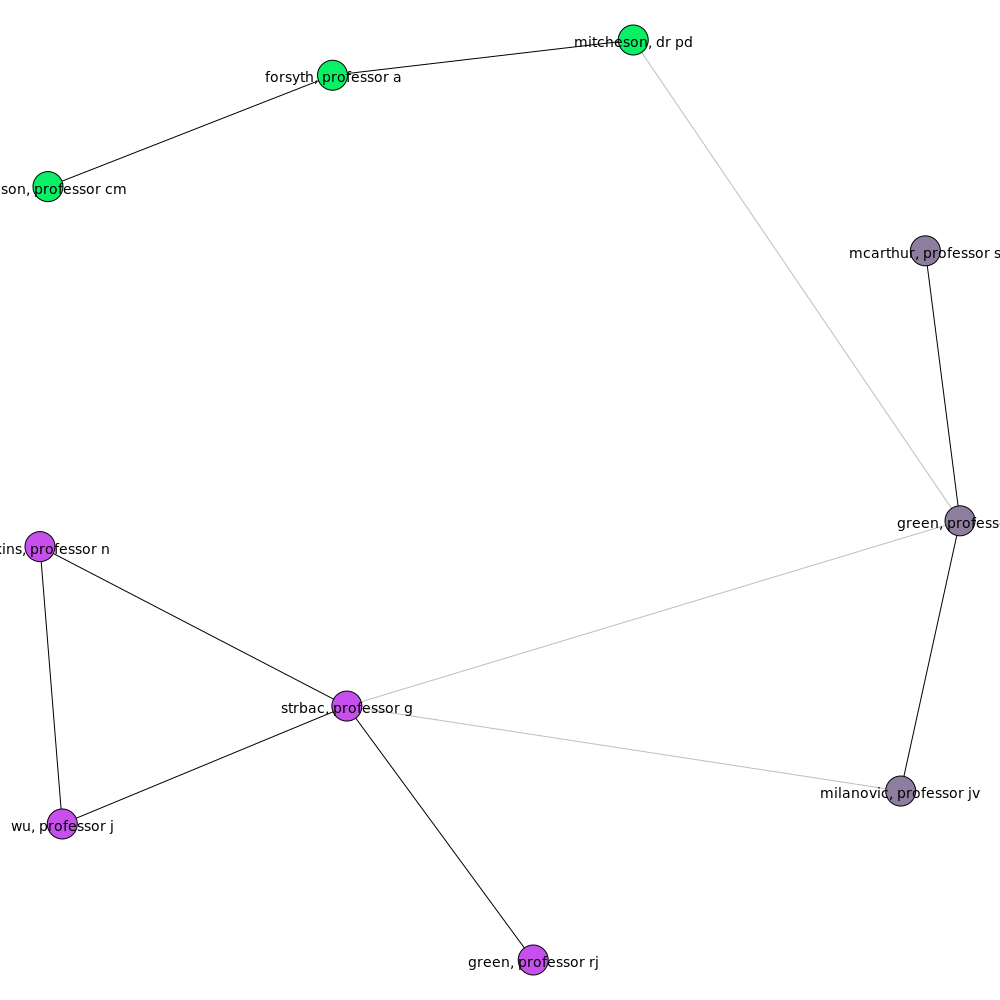 mitcheson, dr pd
forsyth, professor a
son, professor cm
mcarthur, professor s
green, profess
kins, professor n
strbac, professor g
milanovic, professor jv
wu, professor j
green, professor rj